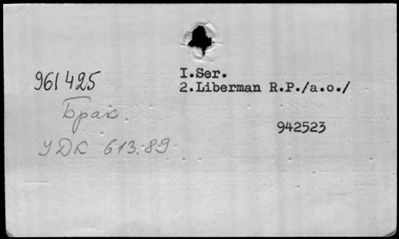 I.Ser.
961425
2.Liberman R.P./a.o./
Брак.
942523
УДК 613.89